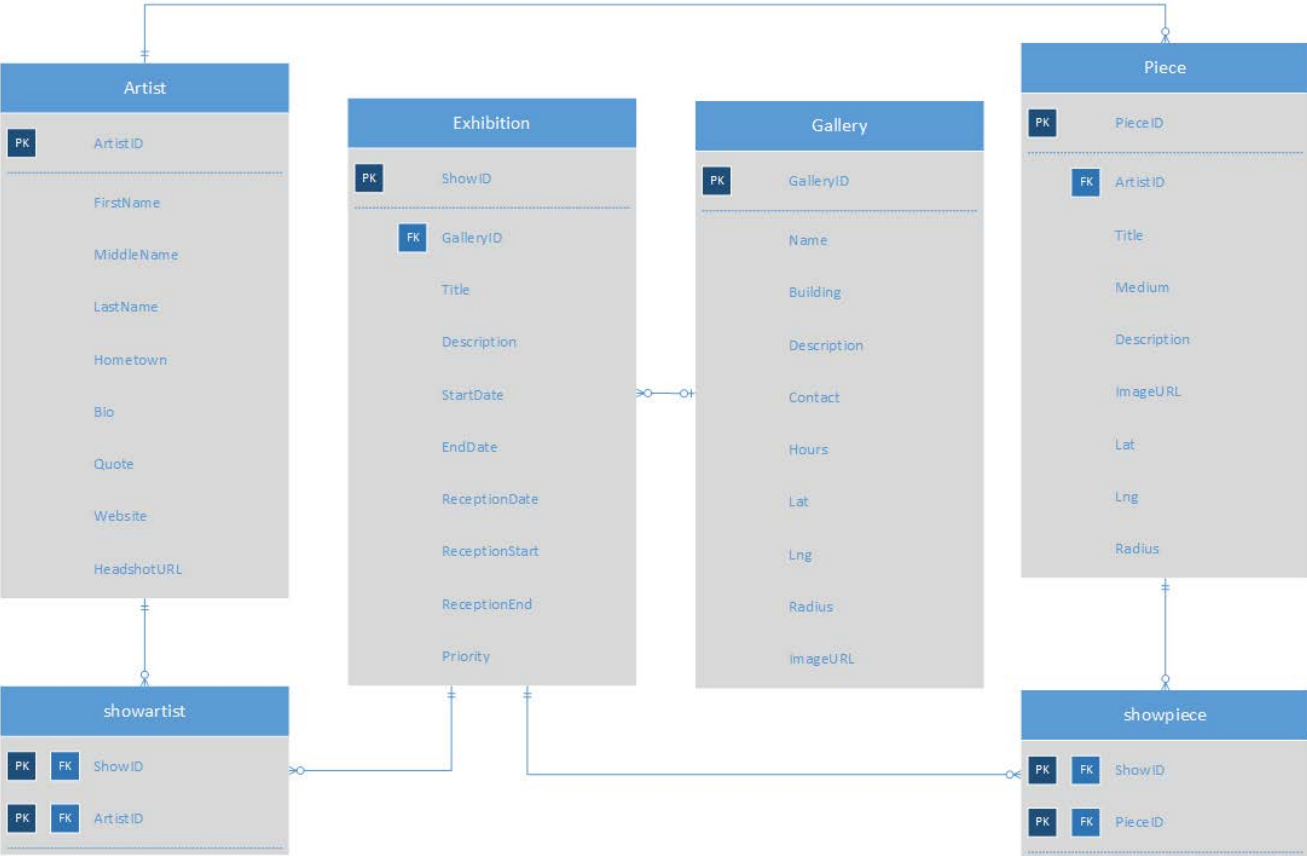 Artist
PK ArtistID
FirstName
MiddleName
LastName
Hometown
Bio
Quote
Website
HeadshotURL
Exhibition
PK ShowID
FK GalleryID
Title
Description
StartDate
EndDate
ReceptionDate
ReceptionStart
ReceptionEnd
Priority
Gallery
PK GalleryID
Name
Building
Description
Contact
Hours
Lat
Lng
Radius
ImageURL
Piece
PK PieceID
FK ArtistID
Title
Medium
Description
ImageURL
Lat
Lng
Radius
showartist
PK FK ShowID
PK FK ArtistID
showpiece
PK FK ShowID
PK FK PieceID